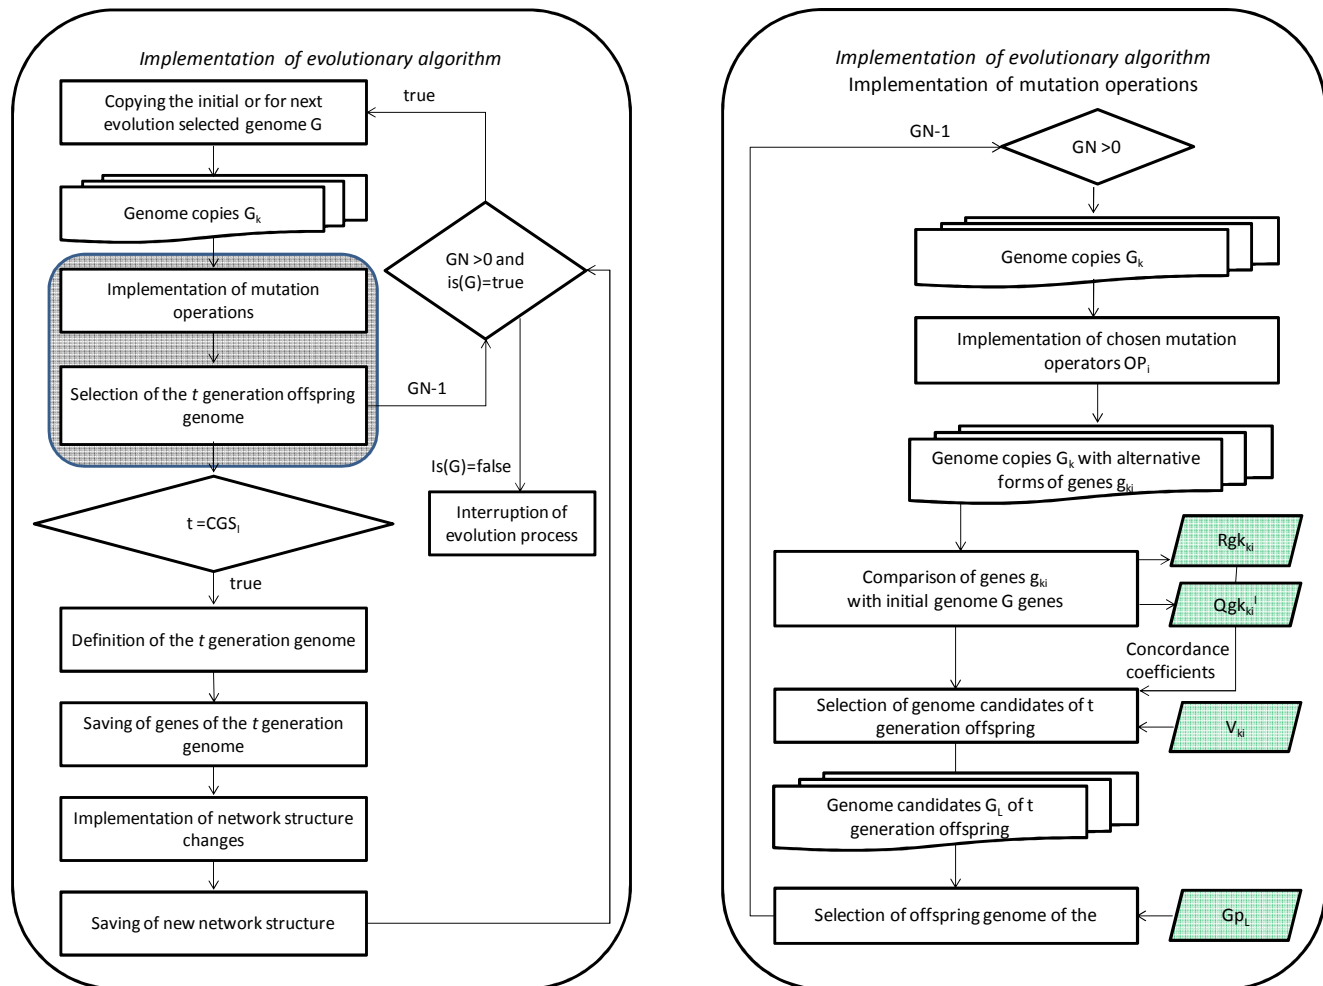 Implementation of evolutionary algorithm
Copying the initial or for next
evolution selected genome G
true
Genome copies Gk
GN >0 and
is(G)=true
Implementation of mutation
operations
Selection of the t generation offspring
genome
GN-1
Is(G)=false
t =CGSl
Interruption of
evolution process
true
Definition of the t generation genome
Saving of genes of the t generation
genome
Implementation of network structure
changes
Saving of new network structure
Implementation of evolutionary algorithm
Implementation of mutation operations
GN-1
GN >0
Genome copies Gk
Implementation of chosen mutation
operators OPi
Genome copies Gk with alternative
forms of genes gki
Rgkki
Comparison of genes gki
with initial genome G genes
Qgkki l
Concordance
coefficients
Selection of genome candidates of t
generation offspring
Vki
Genome candidates GL of t
generation offspring
Selection of offspring genome of the
GpL